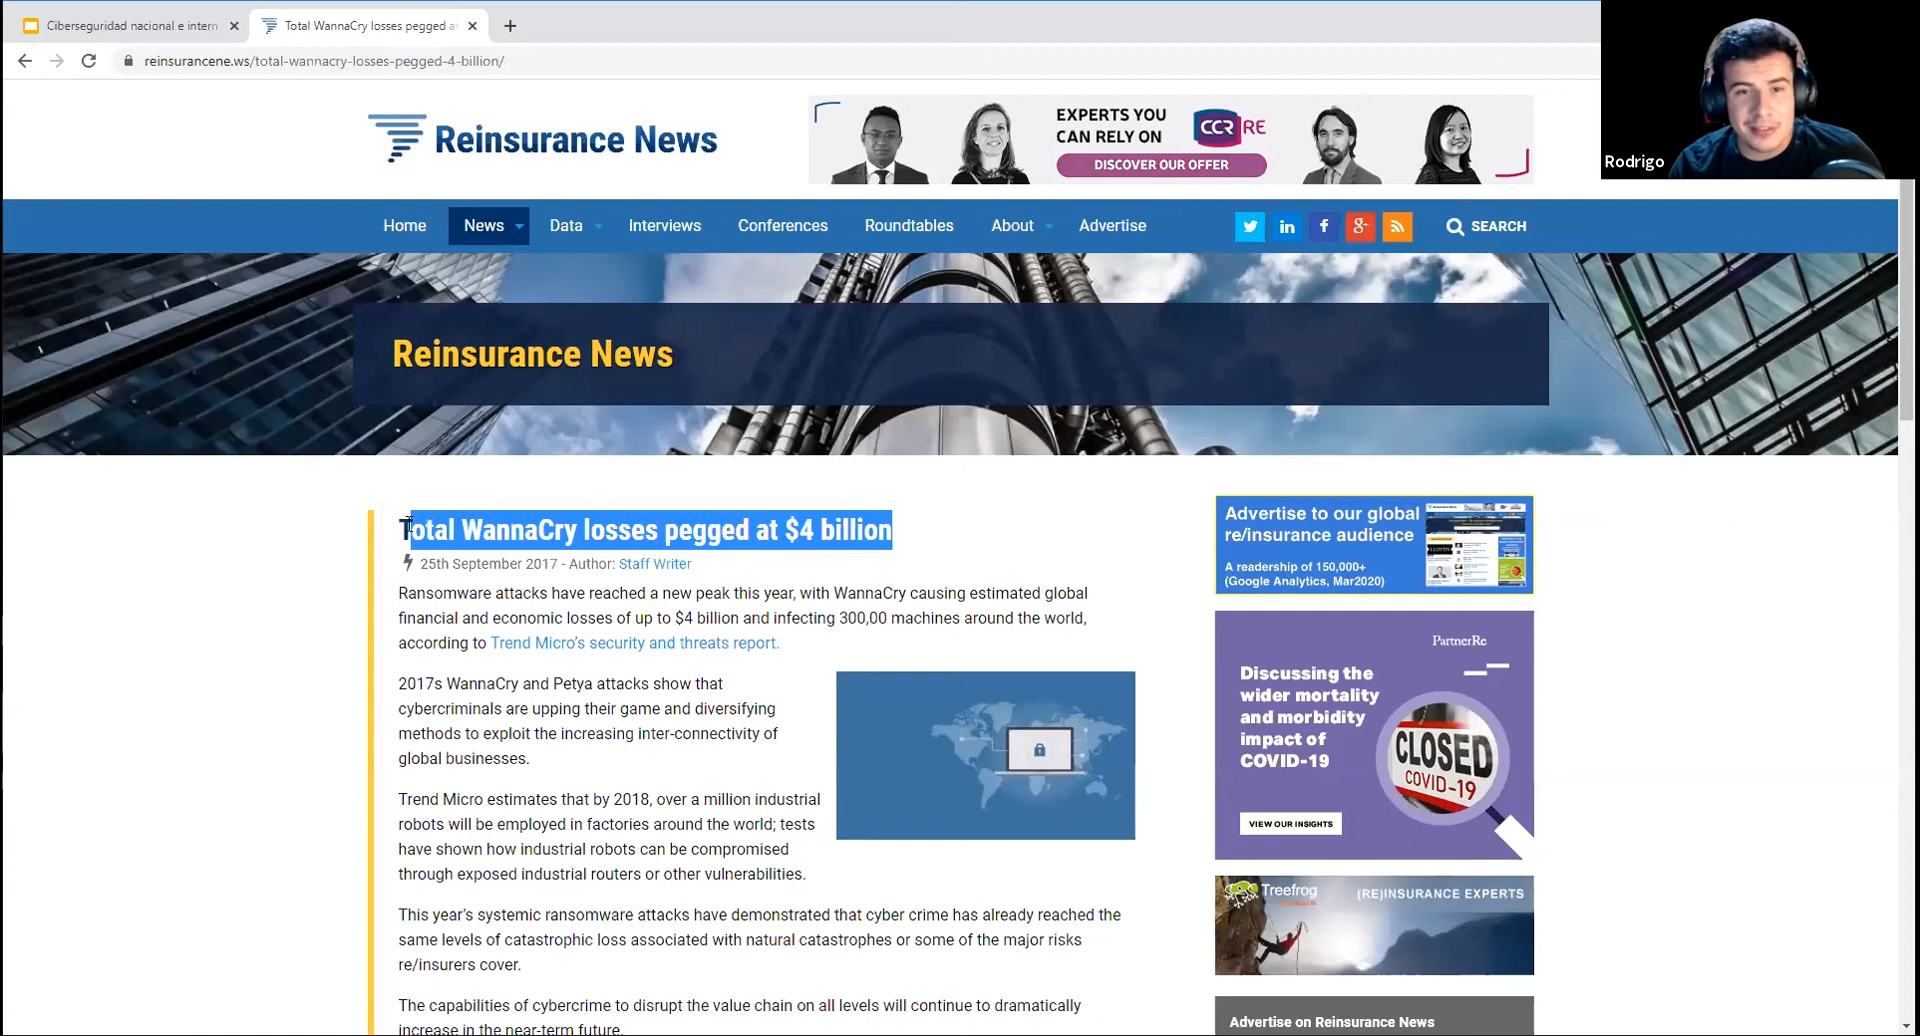 Ciberseguridad nacional e intern
Total WannaCry losses pegged a
reinsurancene.ws/total-wannacry-losses-pegged-4-billion/
Rodrigo
Reinsurance News
EXPERTS YOU
CAN RELY ON
CCR RE
DISCOVER OUR OFFER
Home News Data Interviews Conferences Roundtables About Advertise
SEARCH
Reinsurance News
Total WannaCry losses pegged at $4 billion
25th September 2017 - Author: Staff Writer
Ransomware attacks have reached a new peak this year, with WannaCry causing estimated global
financial and economic losses of up to $4 billion and infecting 300,00 machines around the world,
according to Trend Micro’s security and threats report.
2017s WannaCry and Petya attacks show that
cybercriminals are upping their game and diversifying
methods to exploit the increasing inter-connectivity of
global businesses.
Trend Micro estimates that by 2018, over a million industrial
robots will be employed in factories around the world; tests
have shown how industrial robots can be compromised
through exposed industrial routers or other vulnerabilities.
This year’s systemic ransomware attacks have demonstrated that cyber crime has already reached the
same levels of catastrophic loss associated with natural catastrophes or some of the major risks
re/insurers cover.
The capabilities of cybercrime to disrupt the value chain on all levels will continue to dramatically
increase in the near-term future.
Advertise to our global
re/insurance audience
A readership of 150,000+
(Google Analytics, Mar2020)
PartnerRe
Discussing the
wider mortality
and morbidity
impact of
COVID-19
CLOSED
COVID-19
VIEW OUR INSIGHTS
Treefrog
(RE)INSURANCE EXPERTS
Advertise on Reinsurance News